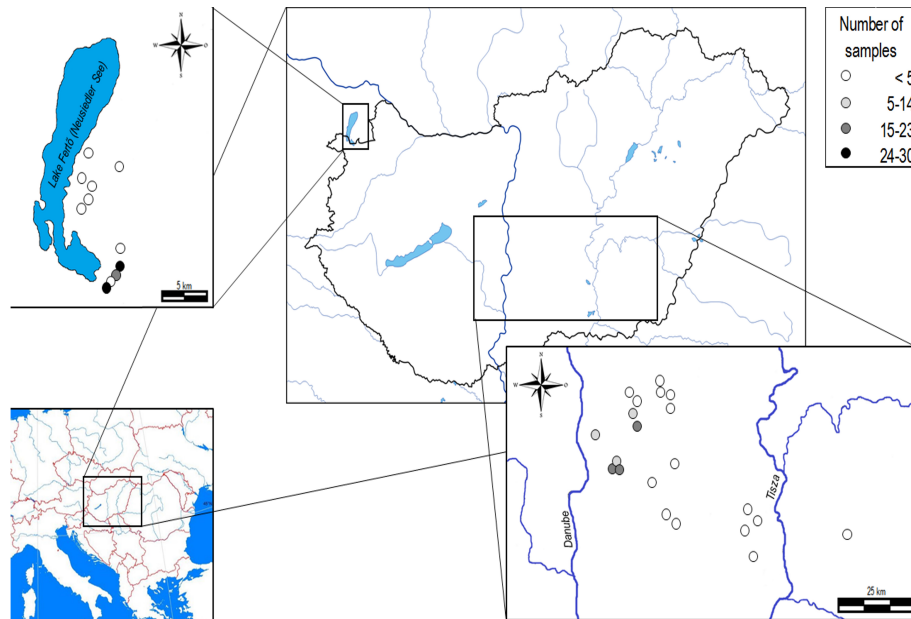 N
W
O
S
Lake Fertő (Neusiedler See)
5 km
Number of
samples
< 5
5-14
15-23
24-30
N
W
O
S
Danube
Tisza
25 km